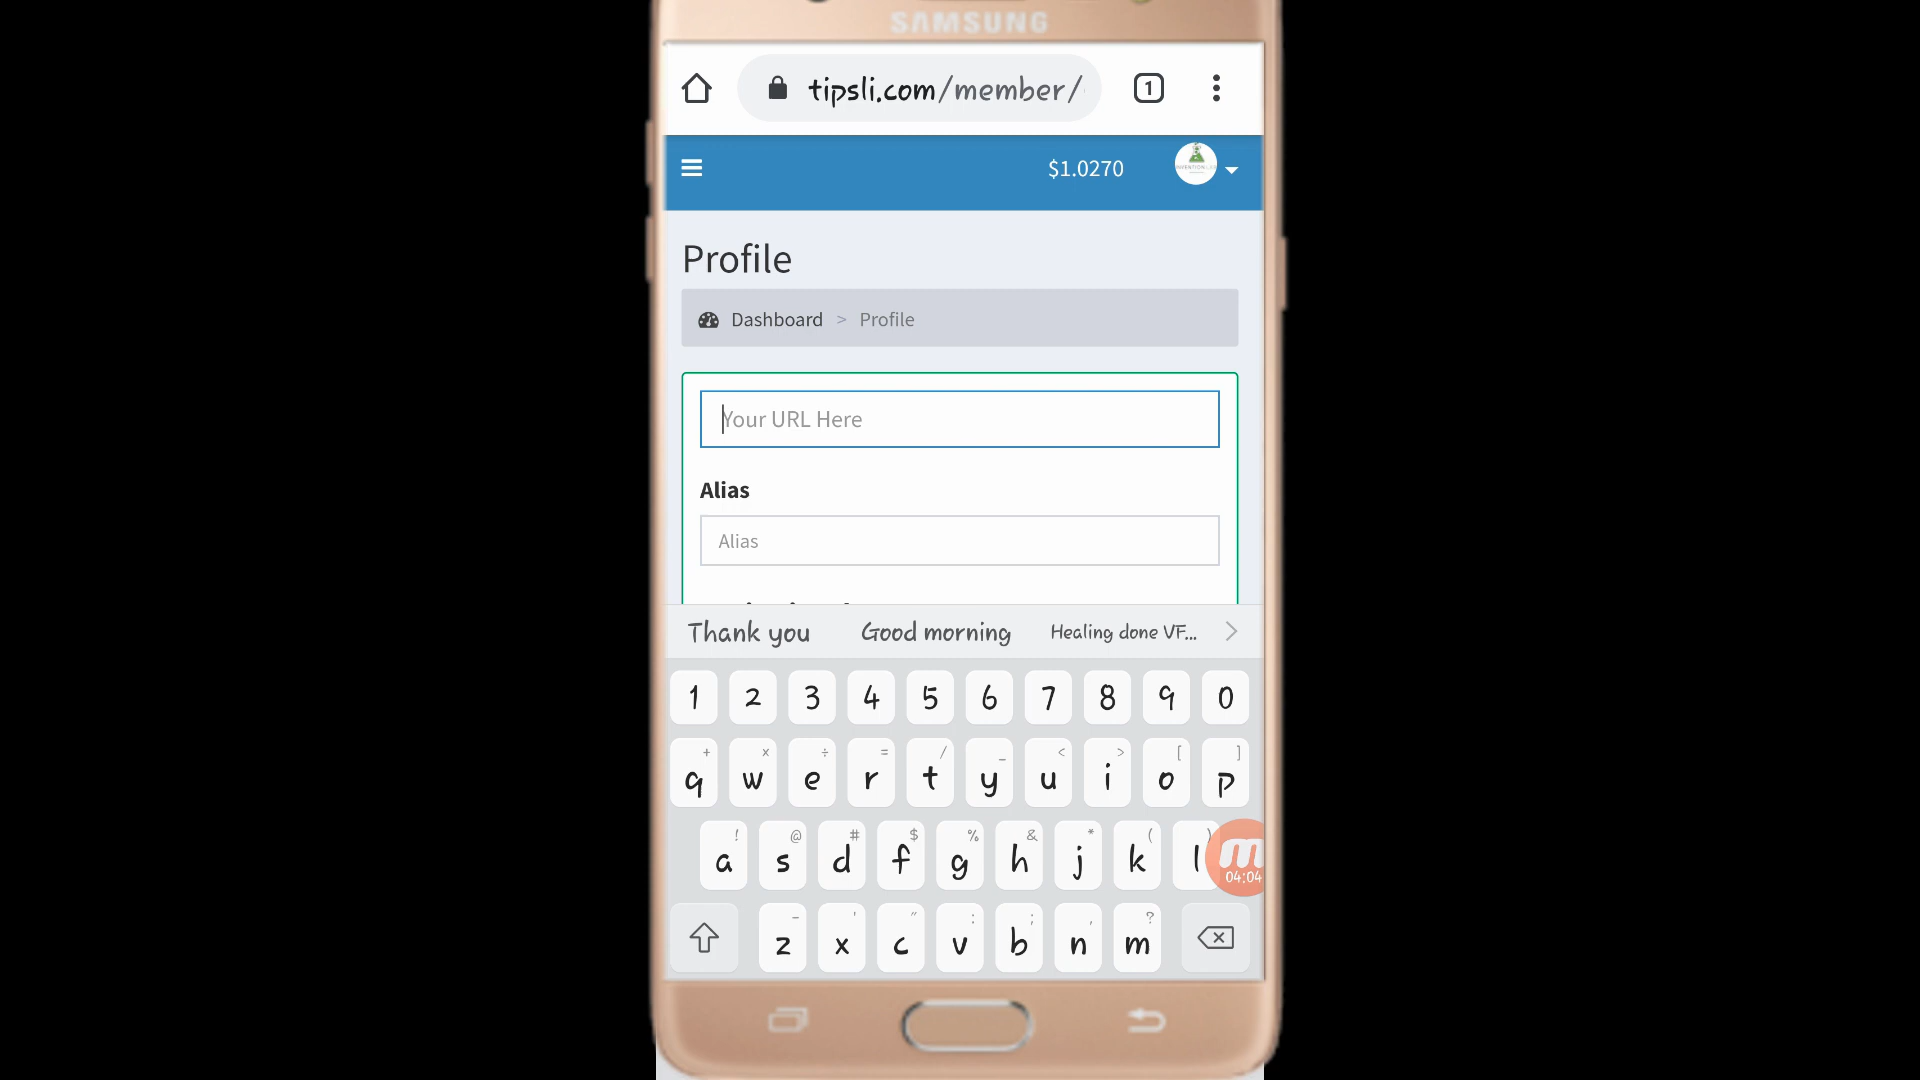 SAMSUNG
tipsli.com/member/
1
$1.0270
Profile
Dashboard > Profile
Your URL Here
Alias
Alias
Thank you Good morning Healing done VF...
1 2 3 4 5 6 7 8 9 0
+ × ÷ = / _ < > [ ]
q w e r t y u i o p
! @ # $ % & * ( )
a s d f g h j k l
04:04
- ' " : ; , ?
z x c v b n m